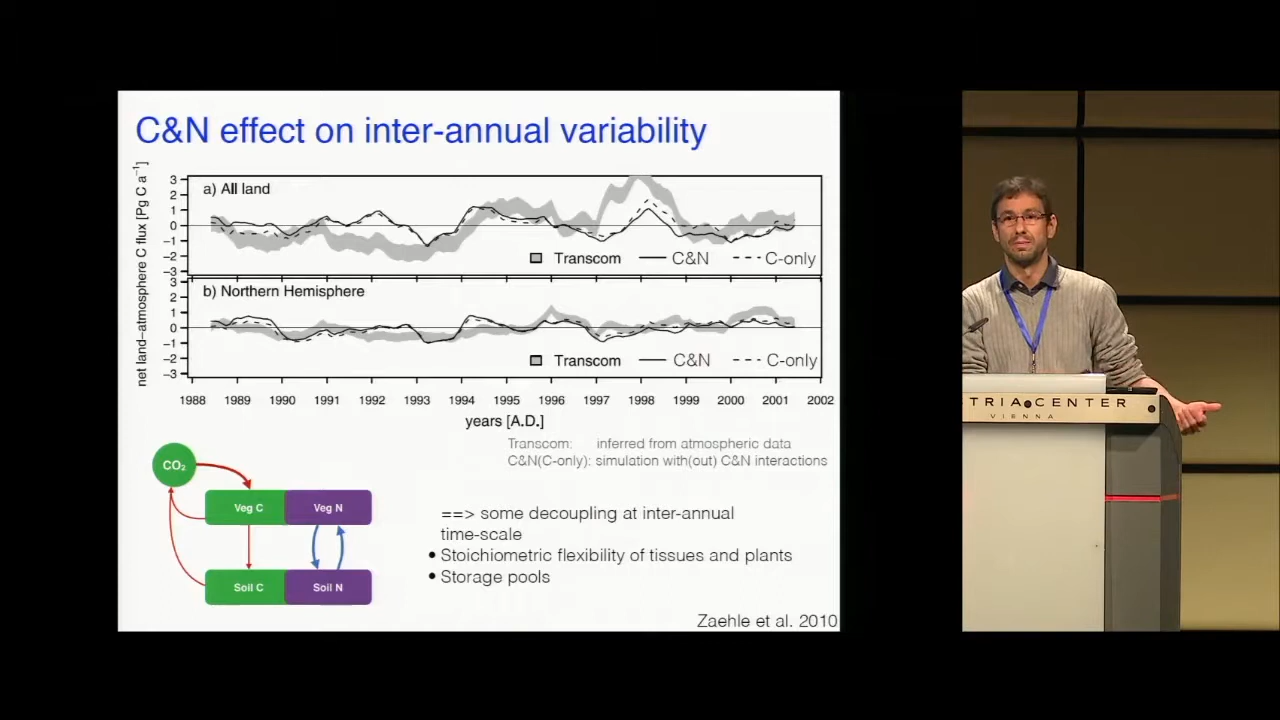 C&N effect on inter-annual variability
net land–atmosphere C flux [Pg C a⁻¹]
3
2
1
0
−1
−2
−3
a) All land
Transcom C&N C-only
3
2
1
0
−1
−2
−3
b) Northern Hemisphere
Transcom C&N C-only
1988 1989 1990 1991 1992 1993 1994 1995 1996 1997 1998 1999 2000 2001 2002
years [A.D.]
Transcom: inferred from atmospheric data
C&N(C-only): simulation with(out) C&N interactions
CO₂
Veg C Veg N
Soil C Soil N
==> some decoupling at inter-annual
time-scale
• Stoichiometric flexibility of tissues and plants
• Storage pools
Zaehle et al. 2010
TRIA CENTER
VIENNA